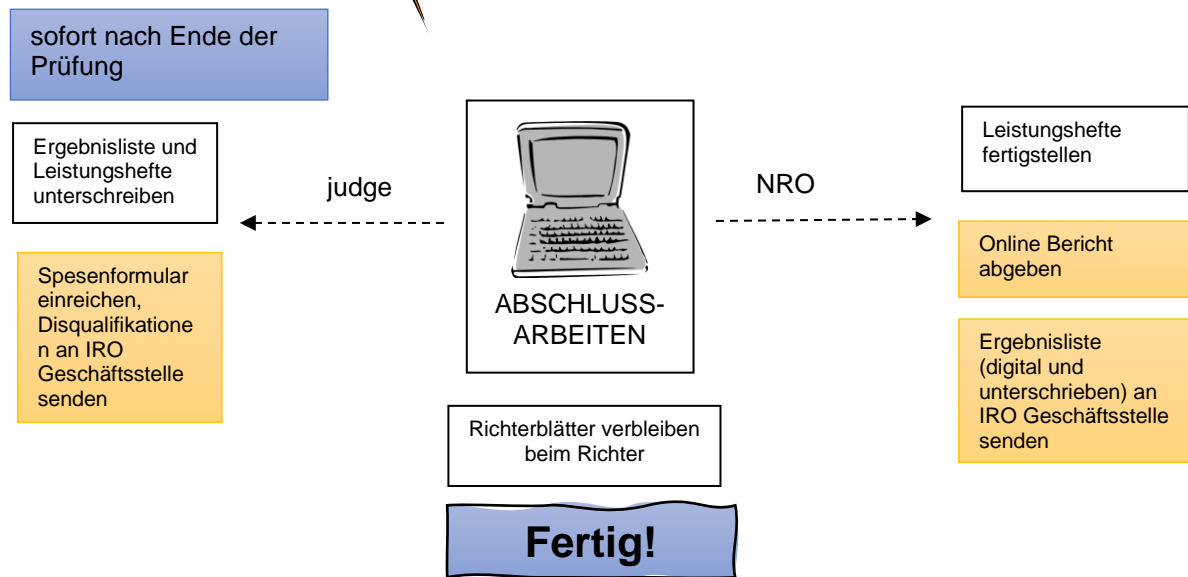 sofort nach Ende der
Prüfung
Ergebnisliste und
Leistungshefte
unterschreiben
judge
Spesenformular
einreichen,
Disqualifikatione
n an IRO
Geschäftsstelle
senden
ABSCHLUSS-
ARBEITEN
Richterblätter verbleiben
beim Richter
Fertig!
NRO
Leistungshefte
fertigstellen
Online Bericht
abgeben
Ergebnisliste
(digital und
unterschrieben) an
IRO Geschäftsstelle
senden